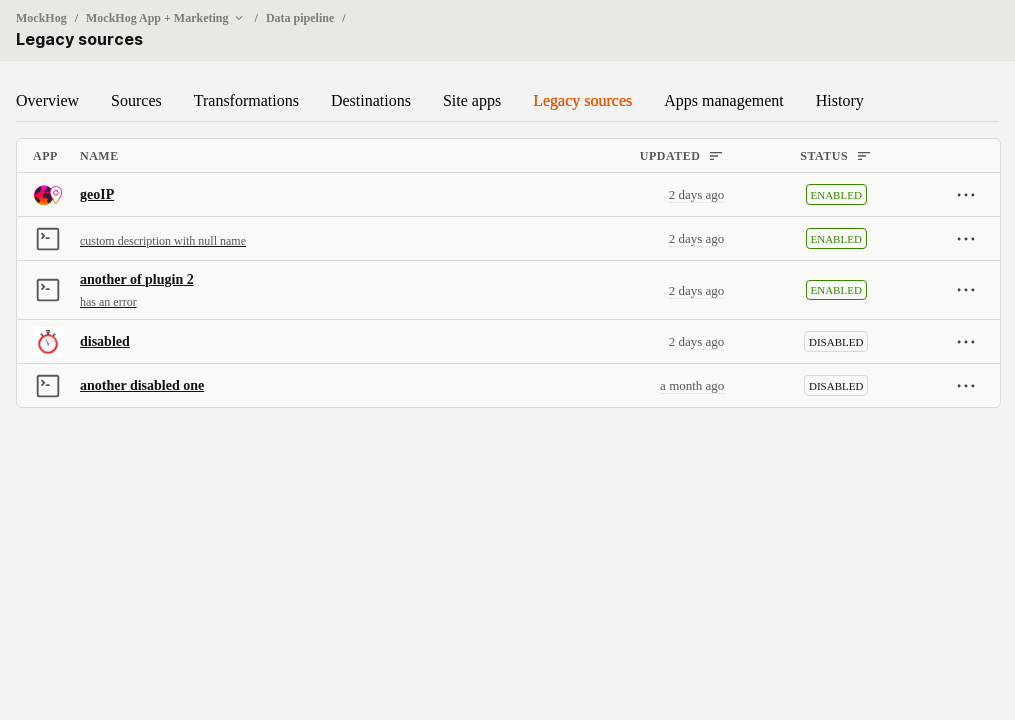 MockHog / MockHog App + Marketing / Data pipeline /
Legacy sources
Overview Sources Transformations Destinations Site apps Legacy sources Apps management History
APP NAME UPDATED STATUS
geoIP 2 days ago ENABLED
custom description with null name 2 days ago ENABLED
another of plugin 2
has an error 2 days ago ENABLED
disabled 2 days ago DISABLED
another disabled one a month ago DISABLED